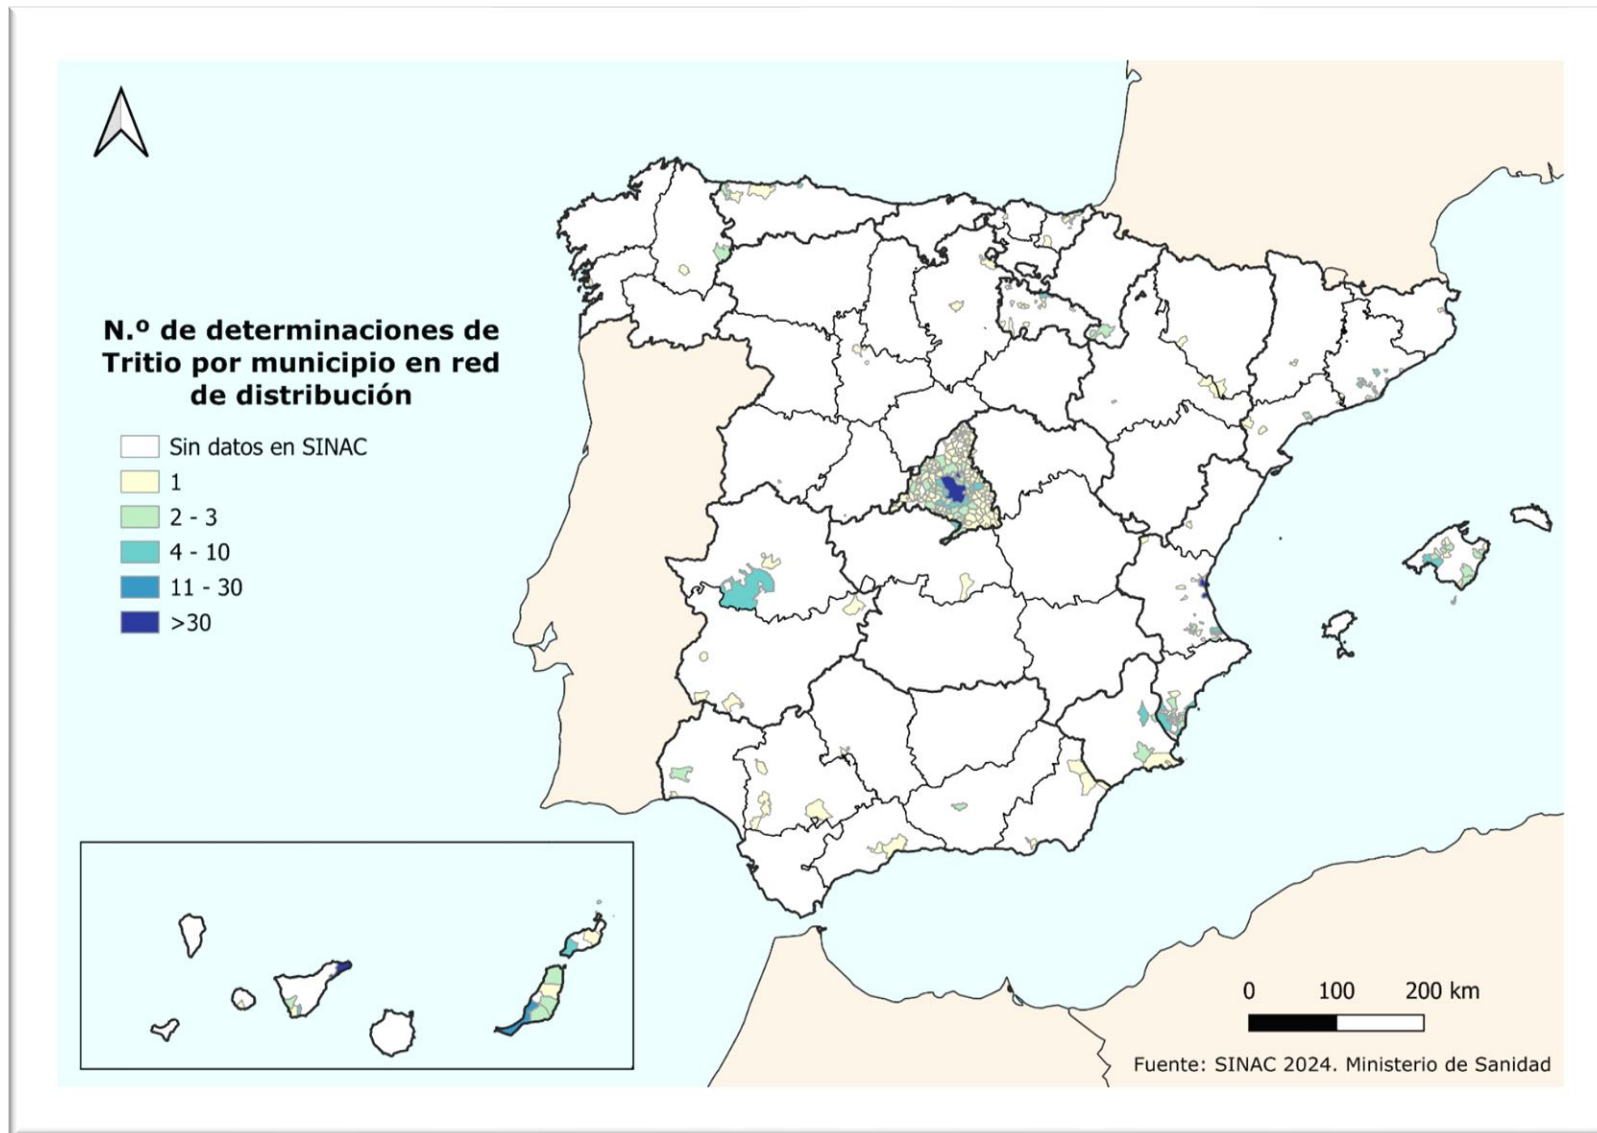 N.º de determinaciones de
Tritio por municipio en red
de distribución
Sin datos en SINAC
1
2 - 3
4 - 10
11 - 30
>30
0 100 200 km
Fuente: SINAC 2024. Ministerio de Sanidad